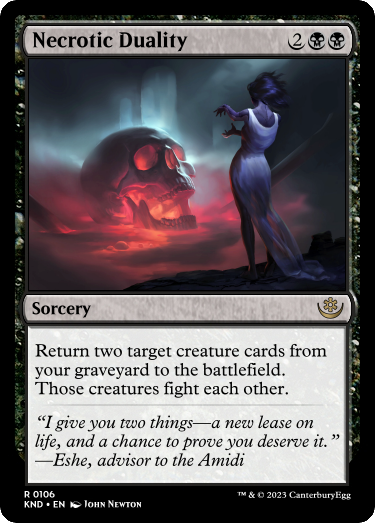 Necrotic Duality 2
Sorcery
Return two target creature cards from
your graveyard to the battlefield.
Those creatures fight each other.
“I give you two things—a new lease on
life, and a chance to prove you deserve it.”
—Eshe, advisor to the Amidi
R 0106
KND • EN John Newton
™ & © 2023 CanterburyEgg